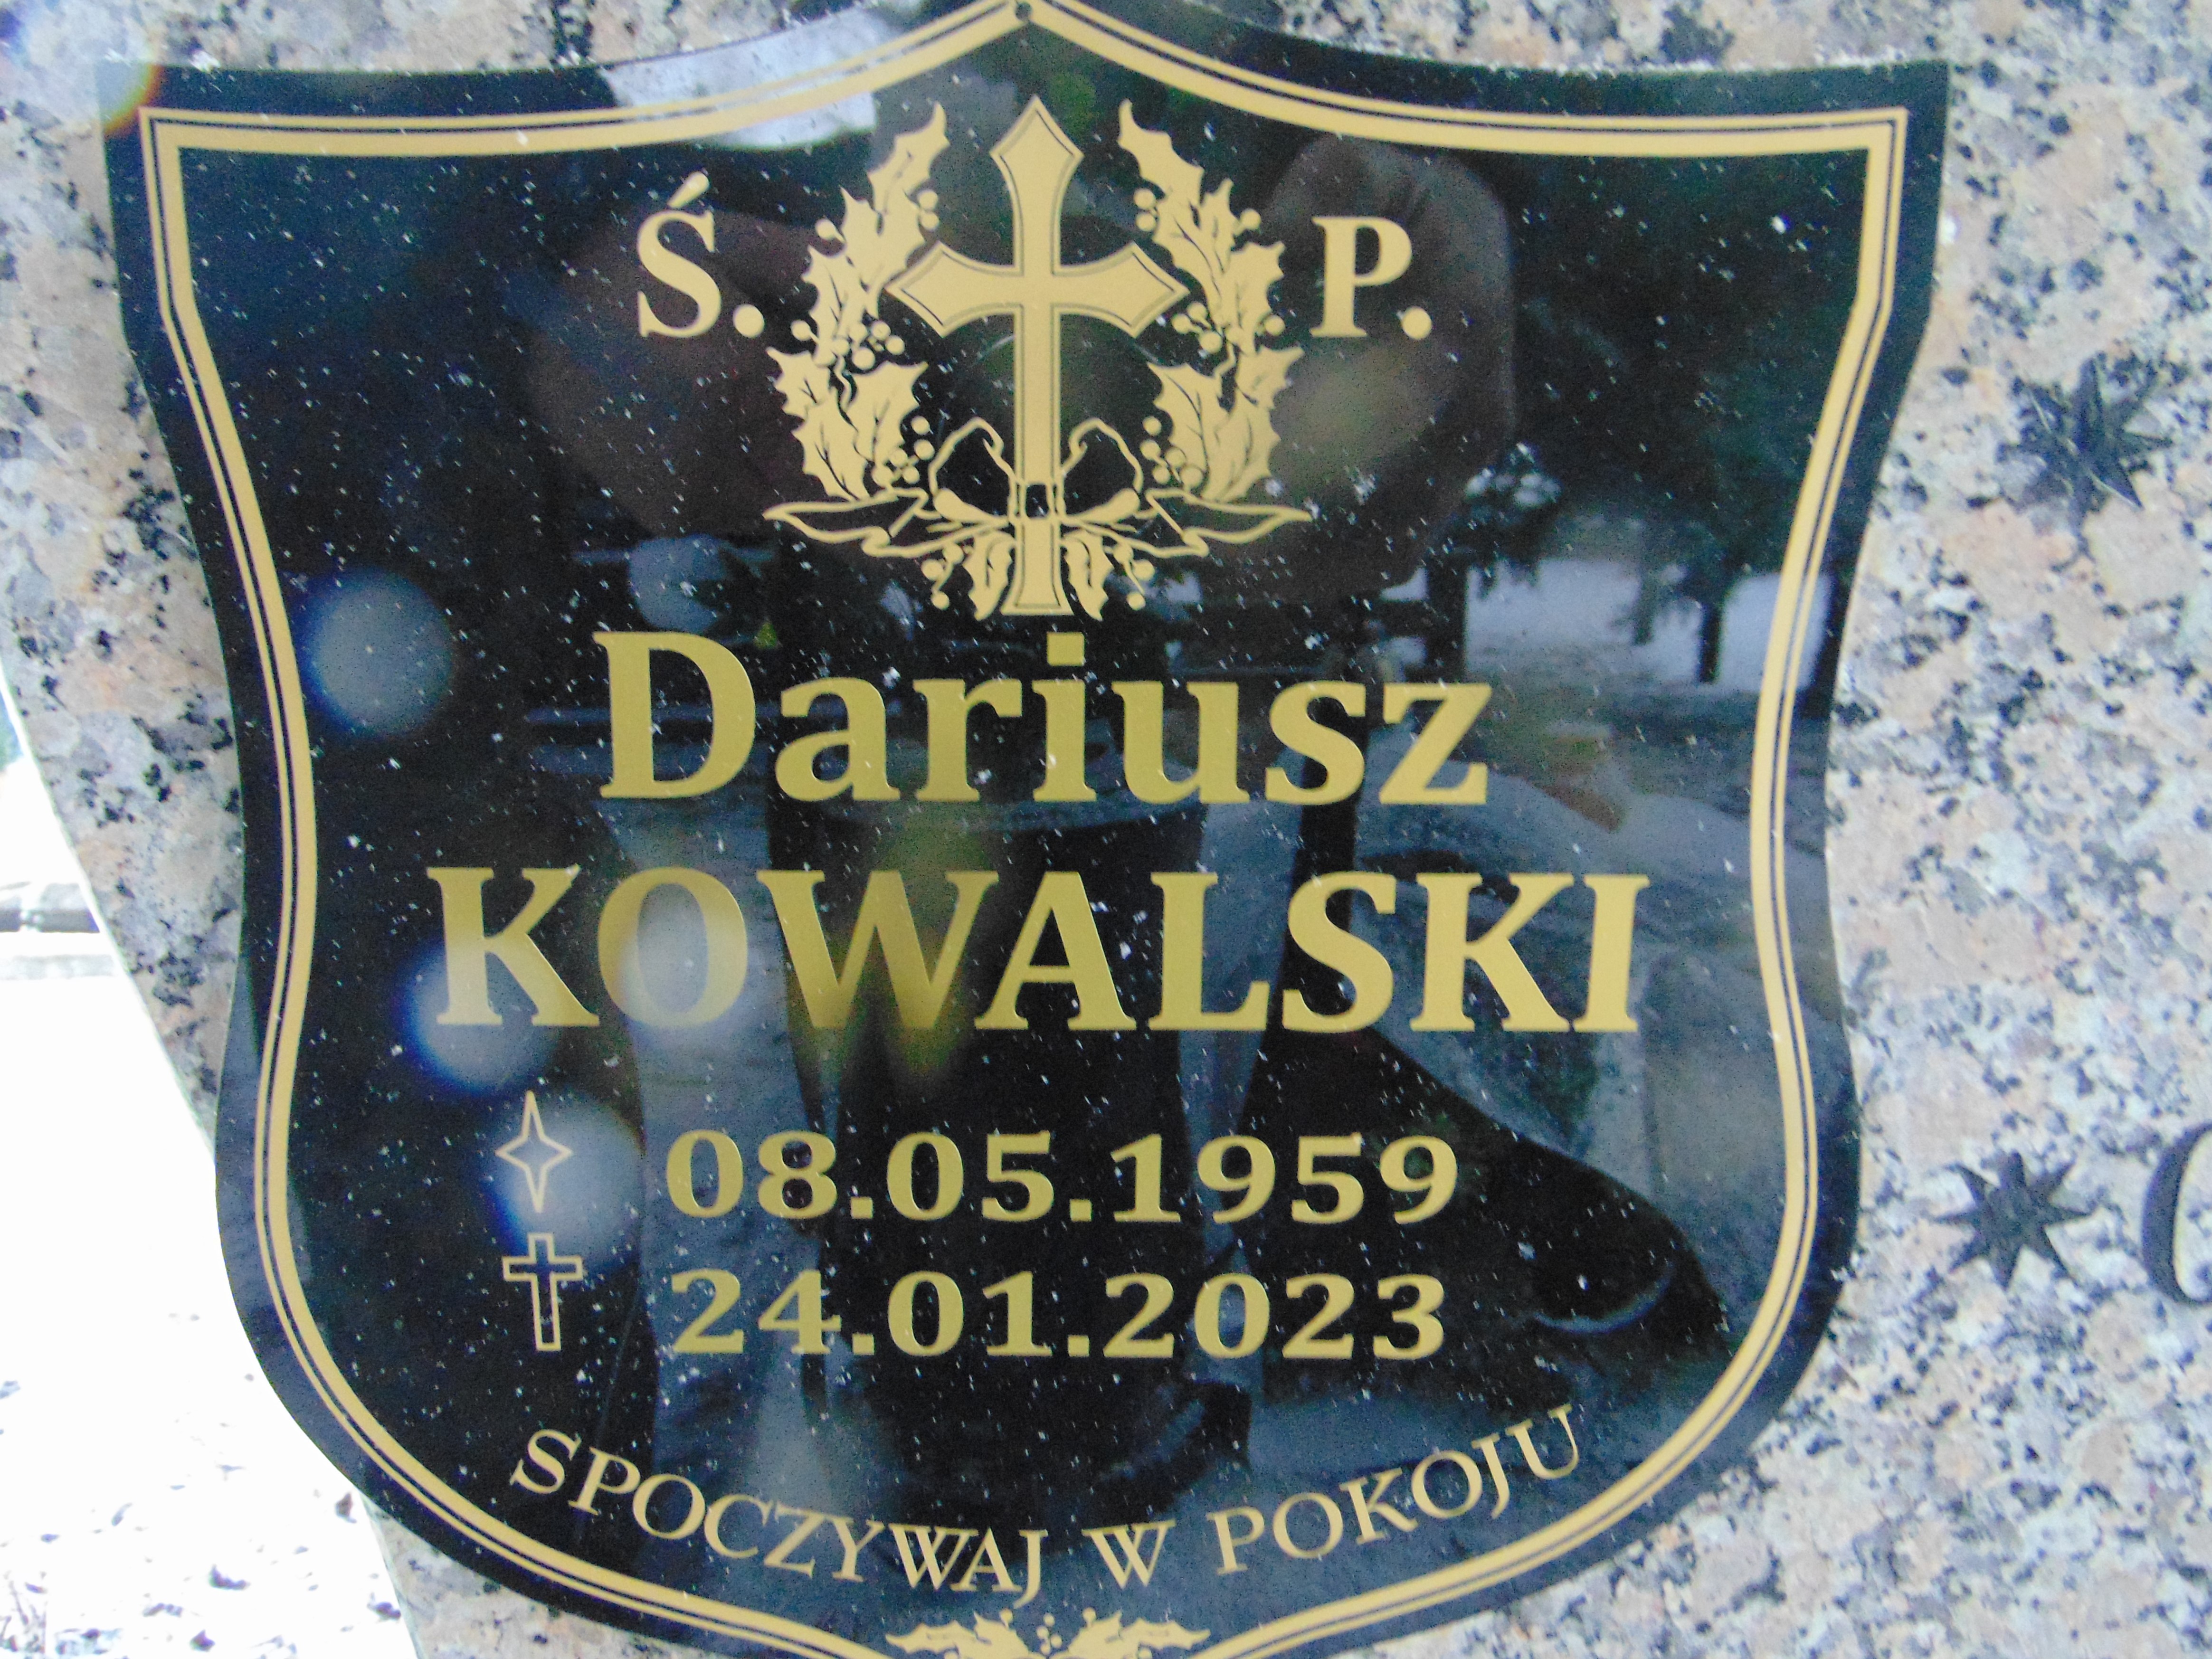 Ś. P.
Dariusz
KOWALSKI
08.05.1959
24.01.2023
SPOCZYWAJ W POKOJU